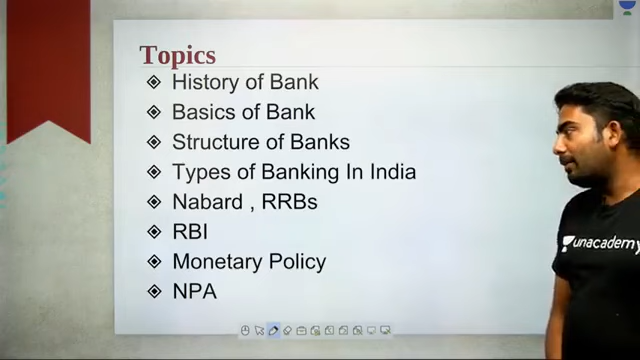 Topics
History of Bank
Basics of Bank
Structure of Banks
Types of Banking In India
Nabard , RRBs
RBI
Monetary Policy
NPA
unacademy